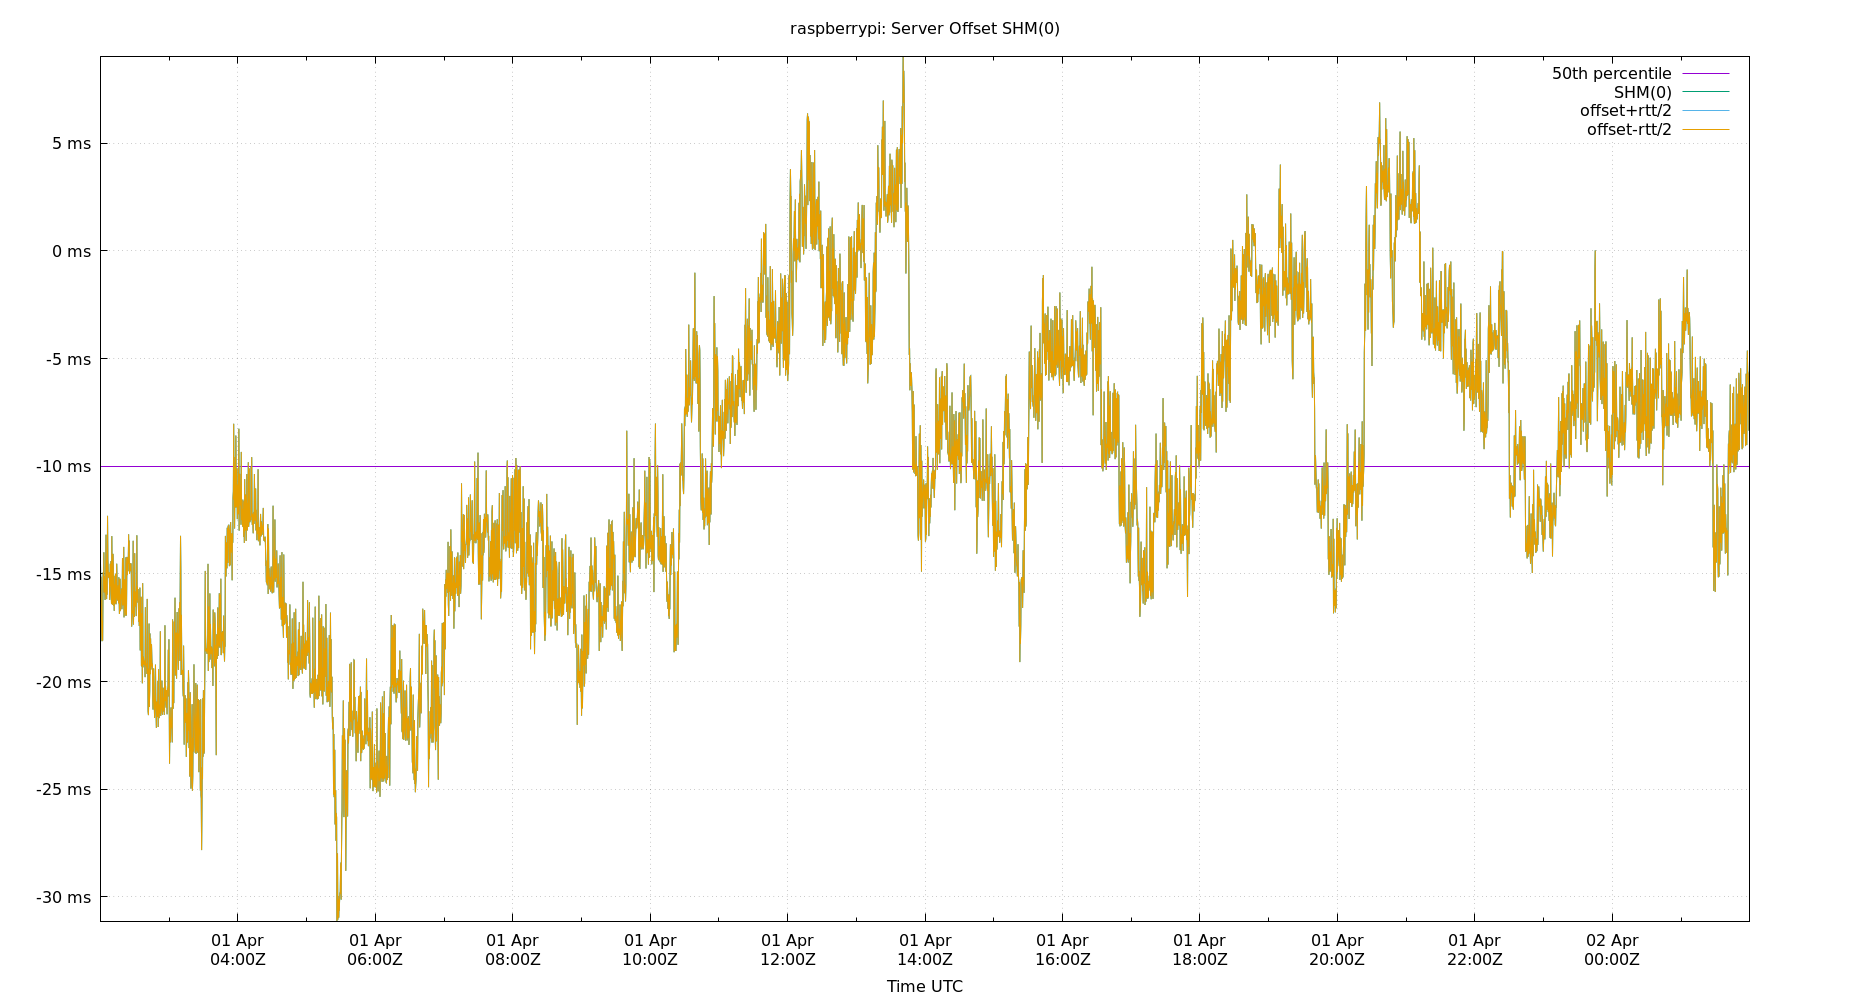 raspberrypi: Server Offset SHM(0)
50th percentile
SHM(0)
offset+rtt/2
offset-rtt/2
5 ms
0 ms
-5 ms
-10 ms
-15 ms
-20 ms
-25 ms
-30 ms
01 Apr 01 Apr 01 Apr 01 Apr 01 Apr 01 Apr 01 Apr 01 Apr 01 Apr 01 Apr 02 Apr
04:00Z 06:00Z 08:00Z 10:00Z 12:00Z 14:00Z 16:00Z 18:00Z 20:00Z 22:00Z 00:00Z
Time UTC